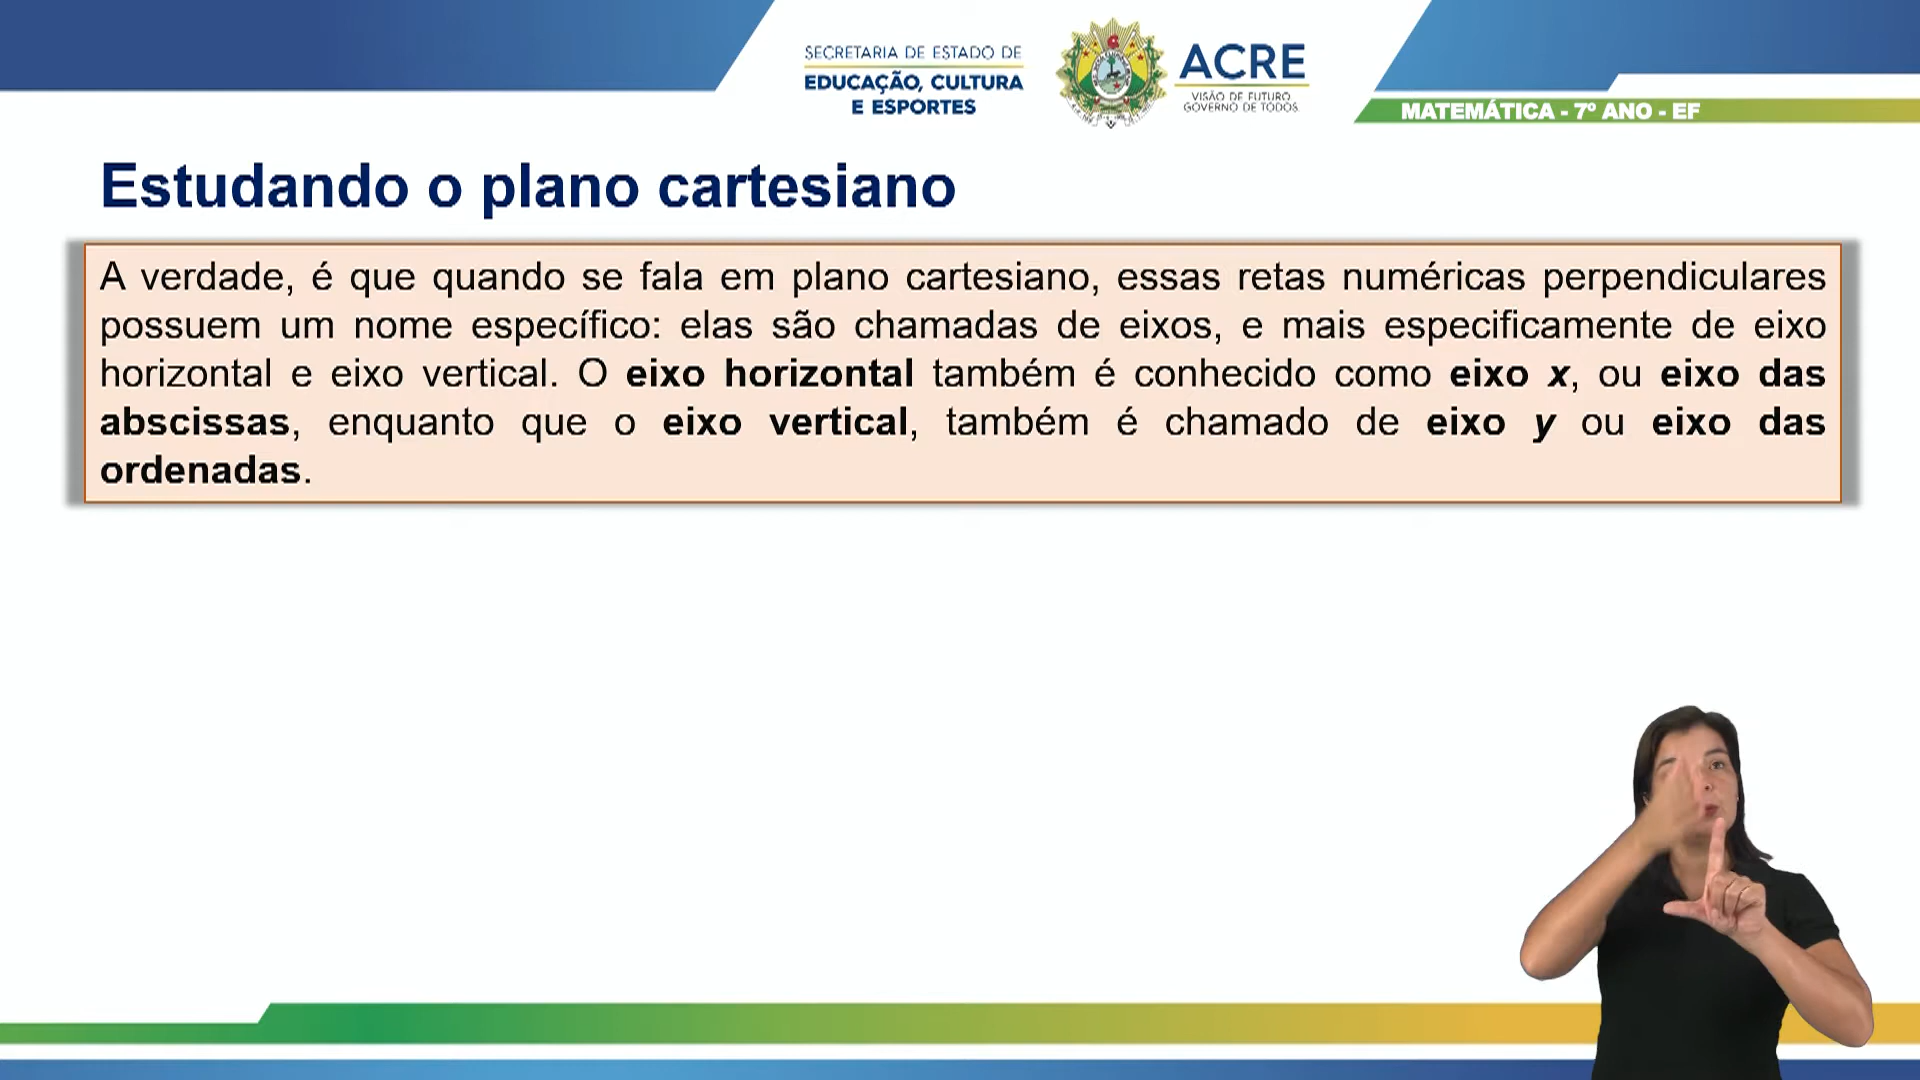 SECRETARIA DE ESTADO DE
EDUCAÇÃO, CULTURA
E ESPORTES
ACRE
VISÃO DE FUTURO
GOVERNO DE TODOS
MATEMÁTICA - 7º ANO - EF
Estudando o plano cartesiano
A verdade, é que quando se fala em plano cartesiano, essas retas numéricas perpendiculares
possuem um nome específico: elas são chamadas de eixos, e mais especificamente de eixo
horizontal e eixo vertical. O eixo horizontal também é conhecido como eixo x, ou eixo das
abscissas, enquanto que o eixo vertical, também é chamado de eixo y ou eixo das
ordenadas.